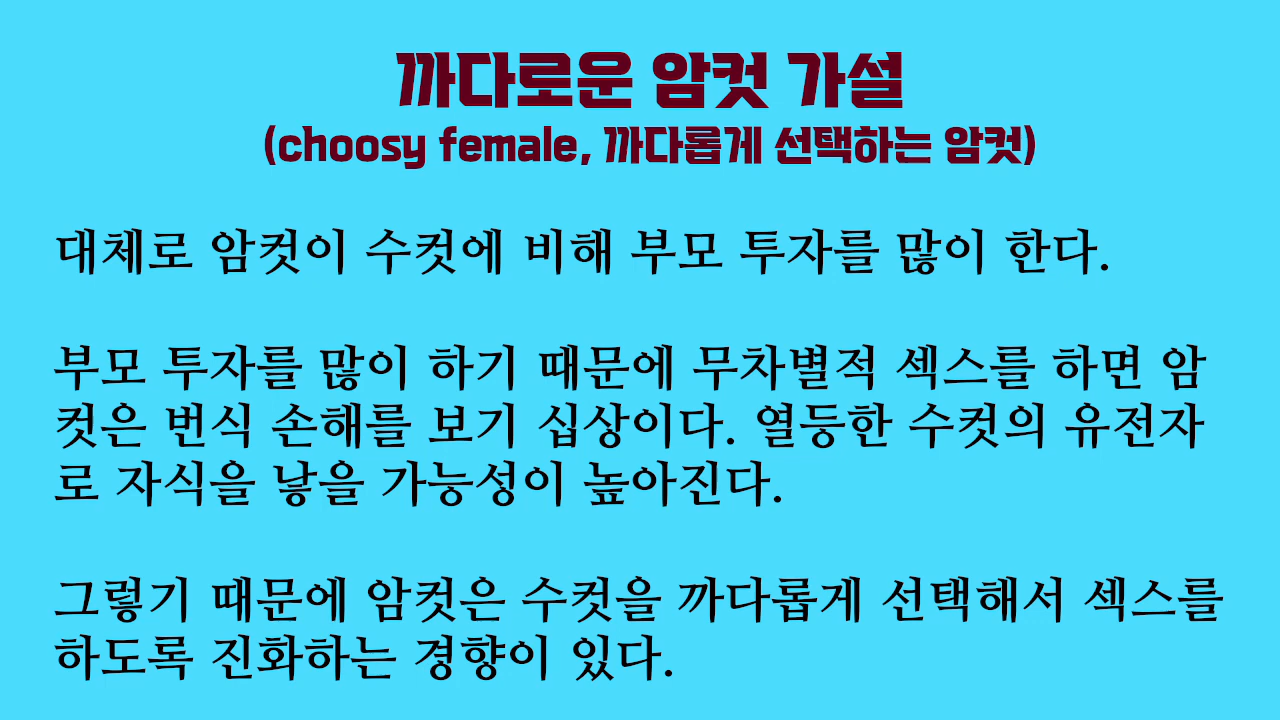 까다로운 암컷 가설
(choosy female, 까다롭게 선택하는 암컷)
대체로 암컷이 수컷에 비해 부모 투자를 많이 한다.
부모 투자를 많이 하기 때문에 무차별적 섹스를 하면 암
컷은 번식 손해를 보기 십상이다. 열등한 수컷의 유전자
로 자식을 낳을 가능성이 높아진다.
그렇기 때문에 암컷은 수컷을 까다롭게 선택해서 섹스를
하도록 진화하는 경향이 있다.